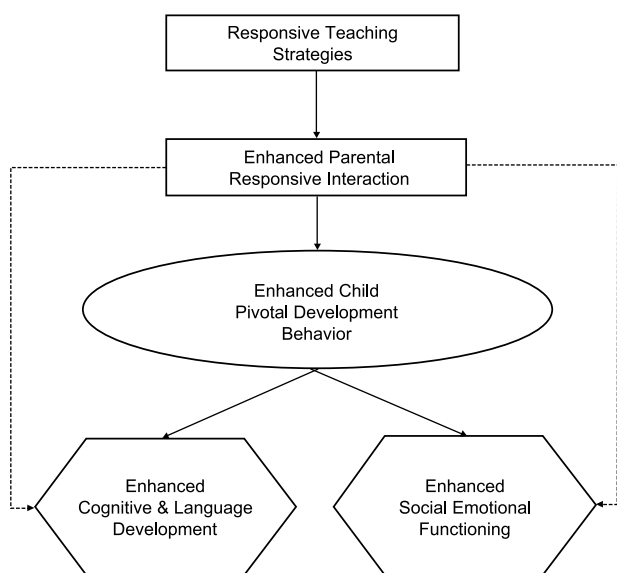 Responsive Teaching
Strategies
Enhanced Parental
Responsive Interaction
Enhanced Child
Pivotal Development
Behavior
Enhanced
Cognitive & Language
Development
Enhanced
Social Emotional
Functioning